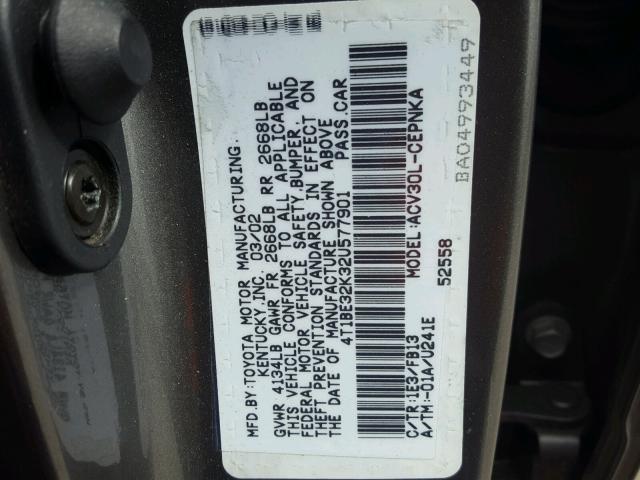 MFD.BY:TOYOTA MOTOR MANUFACTURING.
KENTUCKY,INC. 03/02
GVWR 4134LB GAWR FR 2668LB RR 2668LB
THIS VEHICLE CONFORMS TO ALL APPLICABLE
FEDERAL MOTOR VEHICLE SAFETY,BUMPER, AND
THEFT PREVENTION STANDARDS IN EFFECT ON
THE DATE OF MANUFACTURE SHOWN ABOVE
4T1BE32K32U577901 PASS.CAR
MODEL:ACV30L-CEPNKA
52558
C/TR:1E3/FB13
A/TM:-01A/U241E
BA04993449